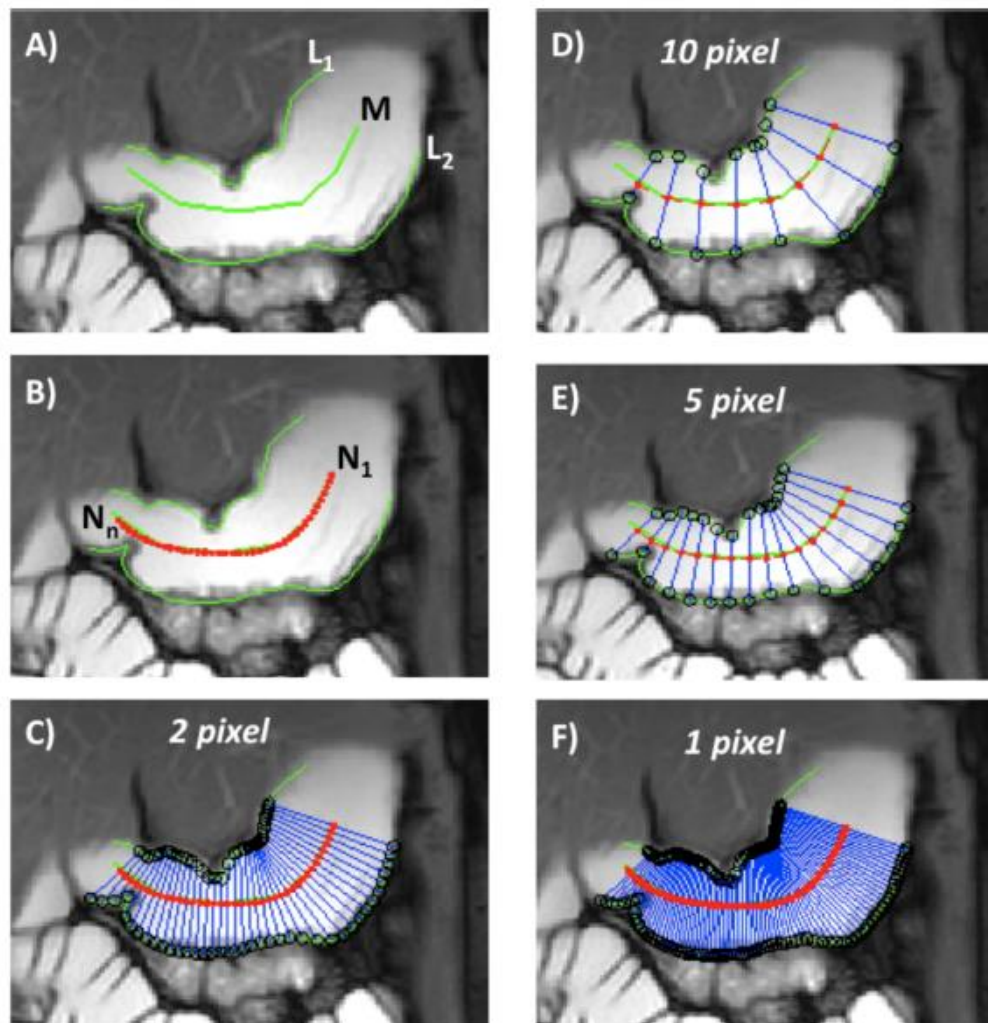 A)
L₁
M
L₂
B)
N₁
Nₙ
C)
2 pixel
D)
10 pixel
E)
5 pixel
F)
1 pixel